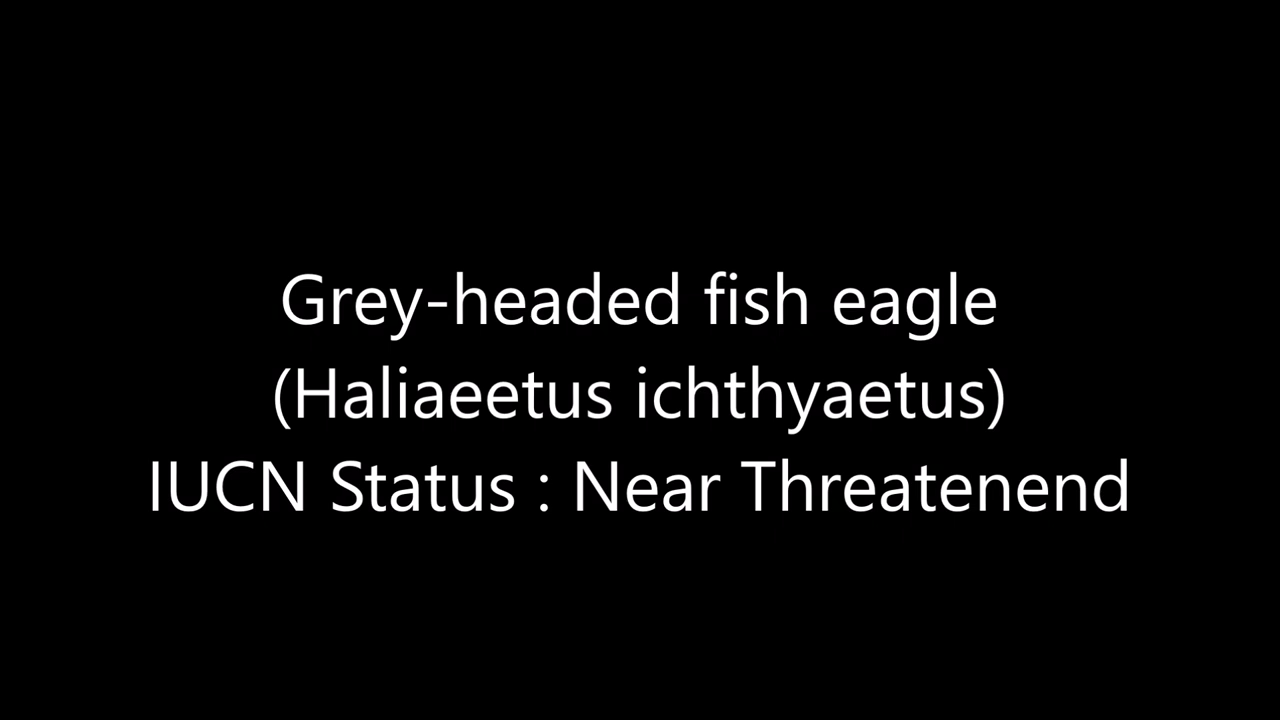 Grey-headed fish eagle
(Haliaeetus ichthyaetus)
IUCN Status : Near Threatenend